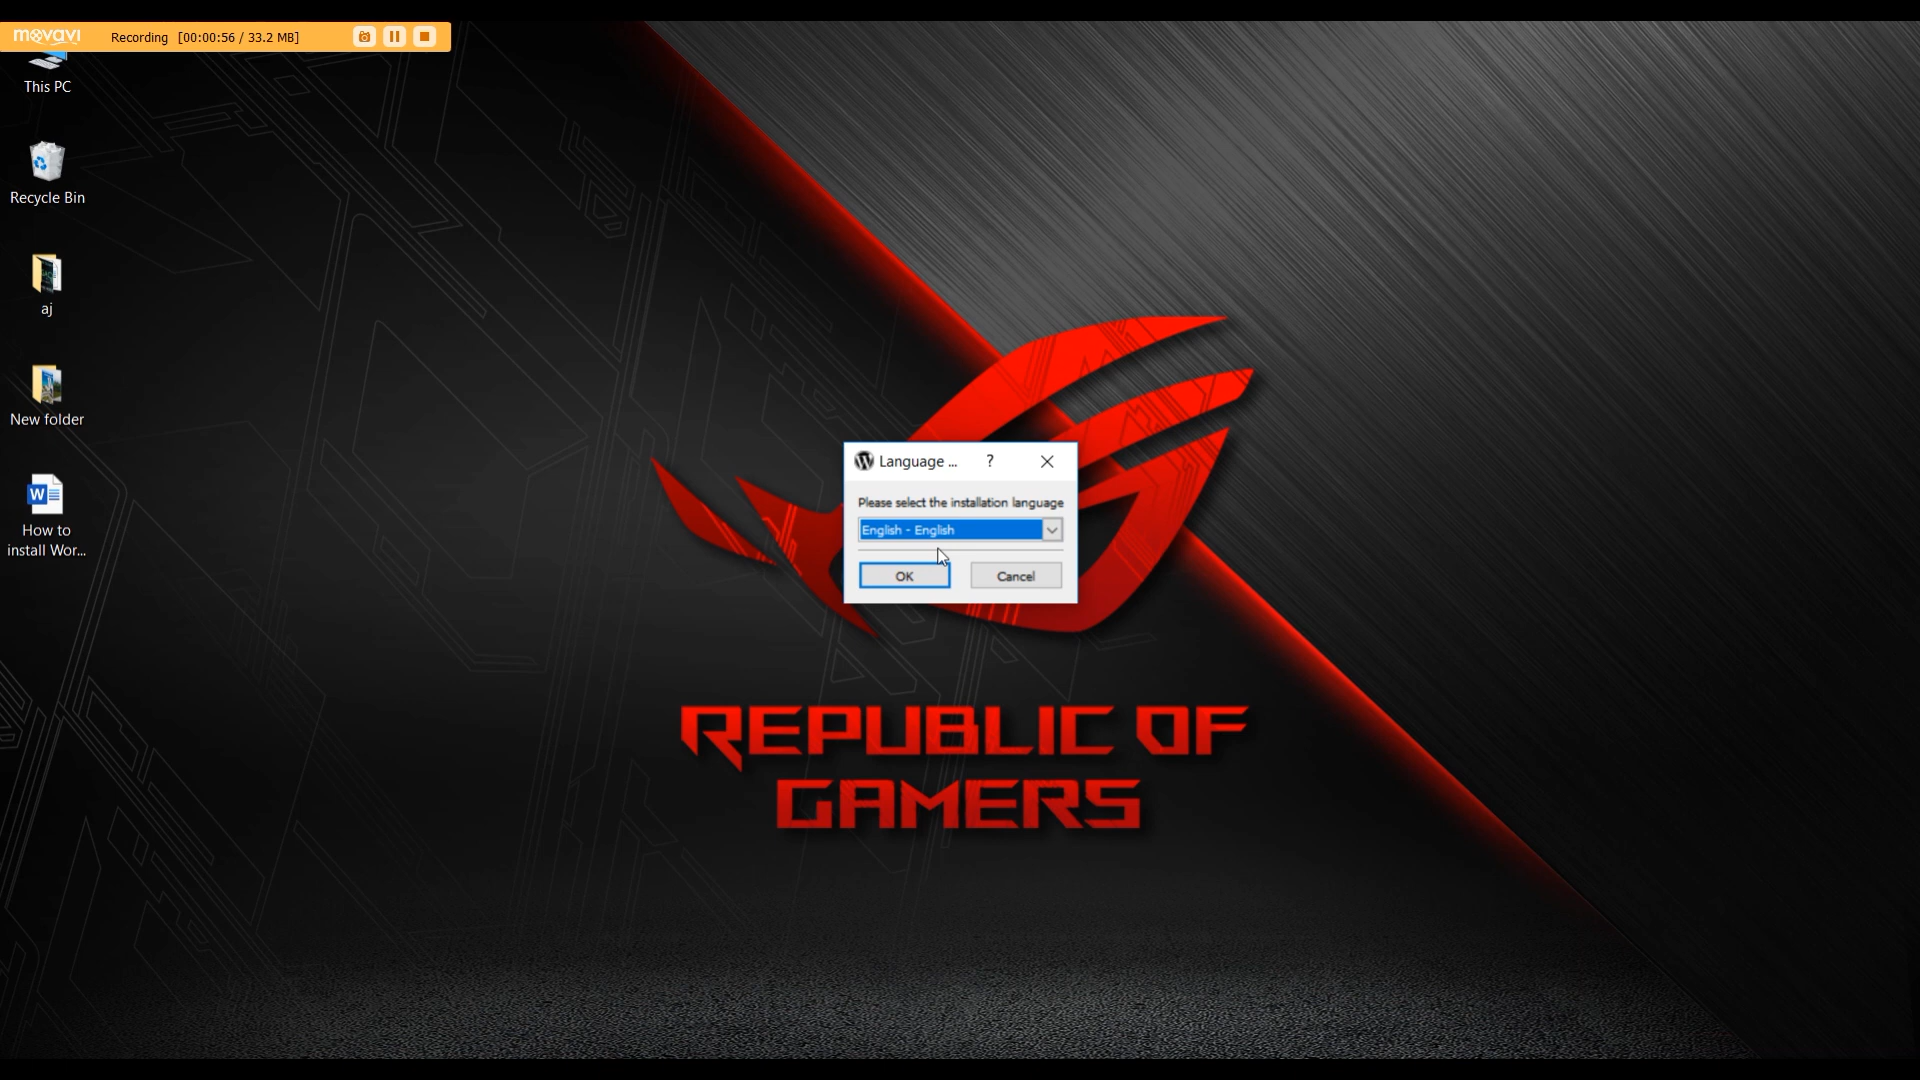 movavi
Recording [00:00:56 / 33.2 MB]
This PC
Recycle Bin
aj
New folder
W
How to
install Wor...
Language ... ?
Please select the installation language
English - English
OK Cancel
REPUBLIC OF
GAMERS